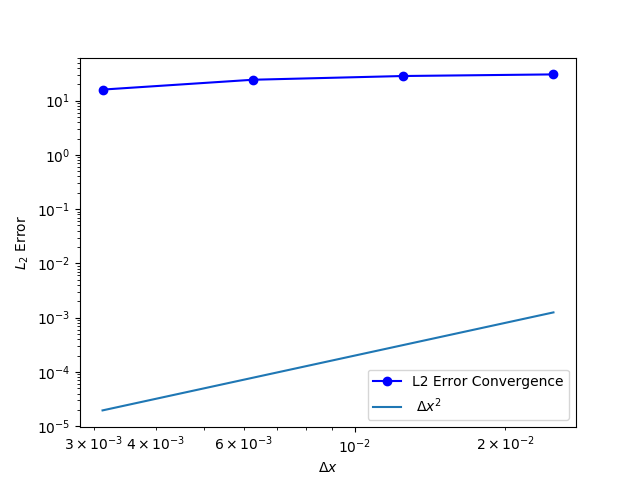 10¹
10⁰
10⁻¹
10⁻²
10⁻³
10⁻⁴
10⁻⁵
L₂ Error
3 × 10⁻³ 4 × 10⁻³ 6 × 10⁻³ 10⁻² 2 × 10⁻²
Δx
L2 Error Convergence
Δx²